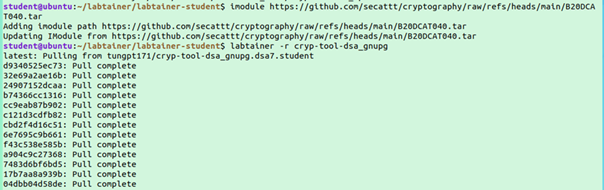 student@ubuntu:~/labtainer/labtainer-student$ imodule https://github.com/secattt/cryptography/raw/refs/heads/main/B20DCA
T040.tar
Adding imodule path https://github.com/secattt/cryptography/raw/refs/heads/main/B20DCAT040.tar
Updating IModule from https://github.com/secattt/cryptography/raw/refs/heads/main/B20DCAT040.tar
student@ubuntu:~/labtainer/labtainer-student$ labtainer -r cryp-tool-dsa_gnupg
latest: Pulling from tungpt171/cryp-tool-dsa_gnupg.dsa7.student
d9340525ec73: Pull complete
32e69a2ae16b: Pull complete
24907152dcaa: Pull complete
b74366cc1316: Pull complete
cc9eab87b902: Pull complete
c121d3cdfb82: Pull complete
cbd2f4d16c51: Pull complete
6e7695c9b661: Pull complete
f43c538e585b: Pull complete
a904c9c27368: Pull complete
7483d6bf6bd5: Pull complete
17b7aa8a939b: Pull complete
04dbb04d58de: Pull complete